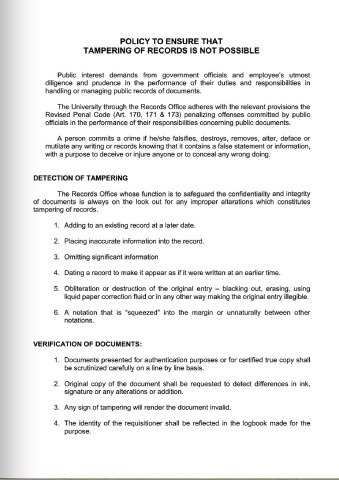 POLICY TO ENSURE THAT
TAMPERING OF RECORDS IS NOT POSSIBLE
Public interest demands from government officials and employee's utmost
diligence and prudence in the performance of their duties and responsibilities in
handling or managing public records of documents.
The University through the Records Office adheres with the relevant provisions the
Revised Penal Code (Art. 170, 171 & 173) penalizing offenses committed by public
officials in the performance of their responsibilities concerning public documents.
A person commits a crime if he/she falsifies, destroys, removes, alter, deface or
mutilate any writing or records knowing that it contains a false statement or information,
with a purpose to deceive or injure anyone or to conceal any wrong doing.
DETECTION OF TAMPERING
The Records Office whose function is to safeguard the confidentiality and integrity
of documents is always on the look out for any improper alterations which constitutes
tampering of records.
1. Adding to an existing record at a later date.
2. Placing inaccurate information into the record.
3. Omitting significant information
4. Dating a record to make it appear as if it were written at an earlier time.
5. Obliteration or destruction of the original entry – blacking out, erasing, using
liquid paper correction fluid or in any other way making the original entry illegible.
6. A notation that is "squeezed" into the margin or unnaturally between other
notations.
VERIFICATION OF DOCUMENTS:
1. Documents presented for authentication purposes or for certified true copy shall
be scrutinized carefully on a line by line basis.
2. Original copy of the document shall be requested to detect differences in ink,
signature or any alterations or addition.
3. Any sign of tampering will render the document invalid.
4. The identity of the requisitioner shall be reflected in the logbook made for the
purpose.